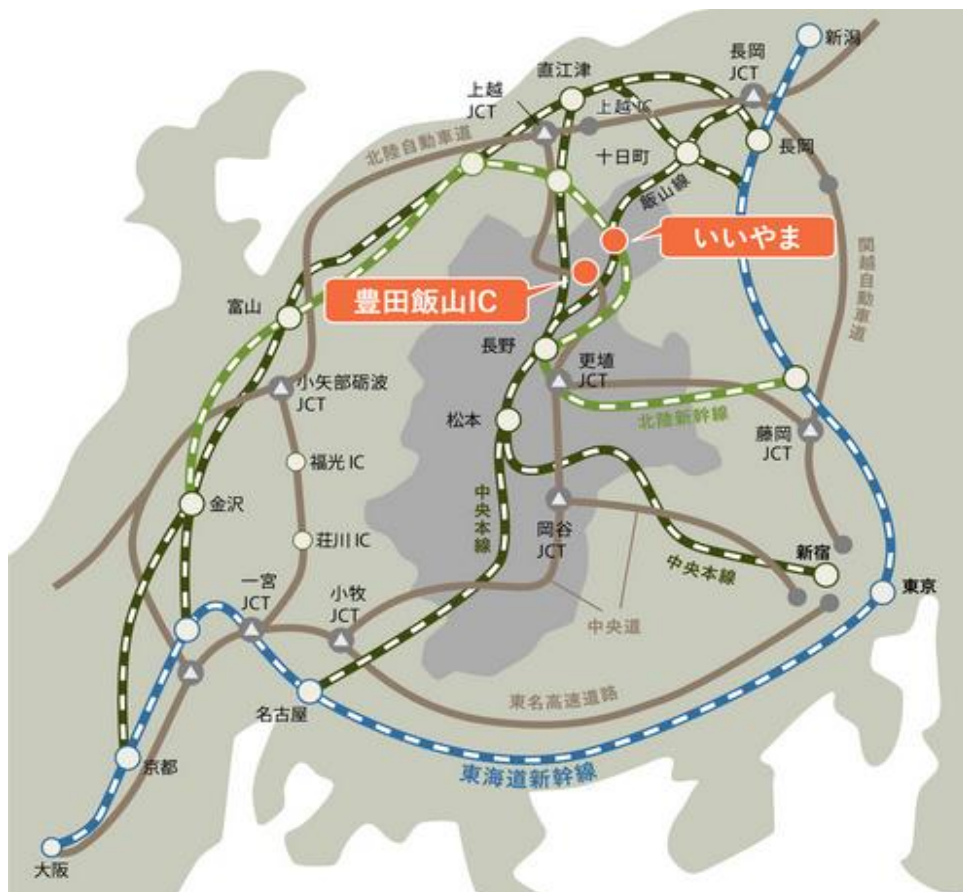 新潟
長岡
JCT
直江津
上越
JCT
上越IC
北陸自動車道
十日町
長岡
飯山線
いいやま
関越自動車道
豊田飯山IC
富山
長野
更埴
JCT
小矢部砺波
JCT
松本
北陸新幹線
藤岡
JCT
福光IC
中央本線
金沢
岡谷
JCT
荘川IC
新宿
中央本線
一宮
JCT
小牧
JCT
東京
中央道
東名高速道路
名古屋
京都
東海道新幹線
大阪